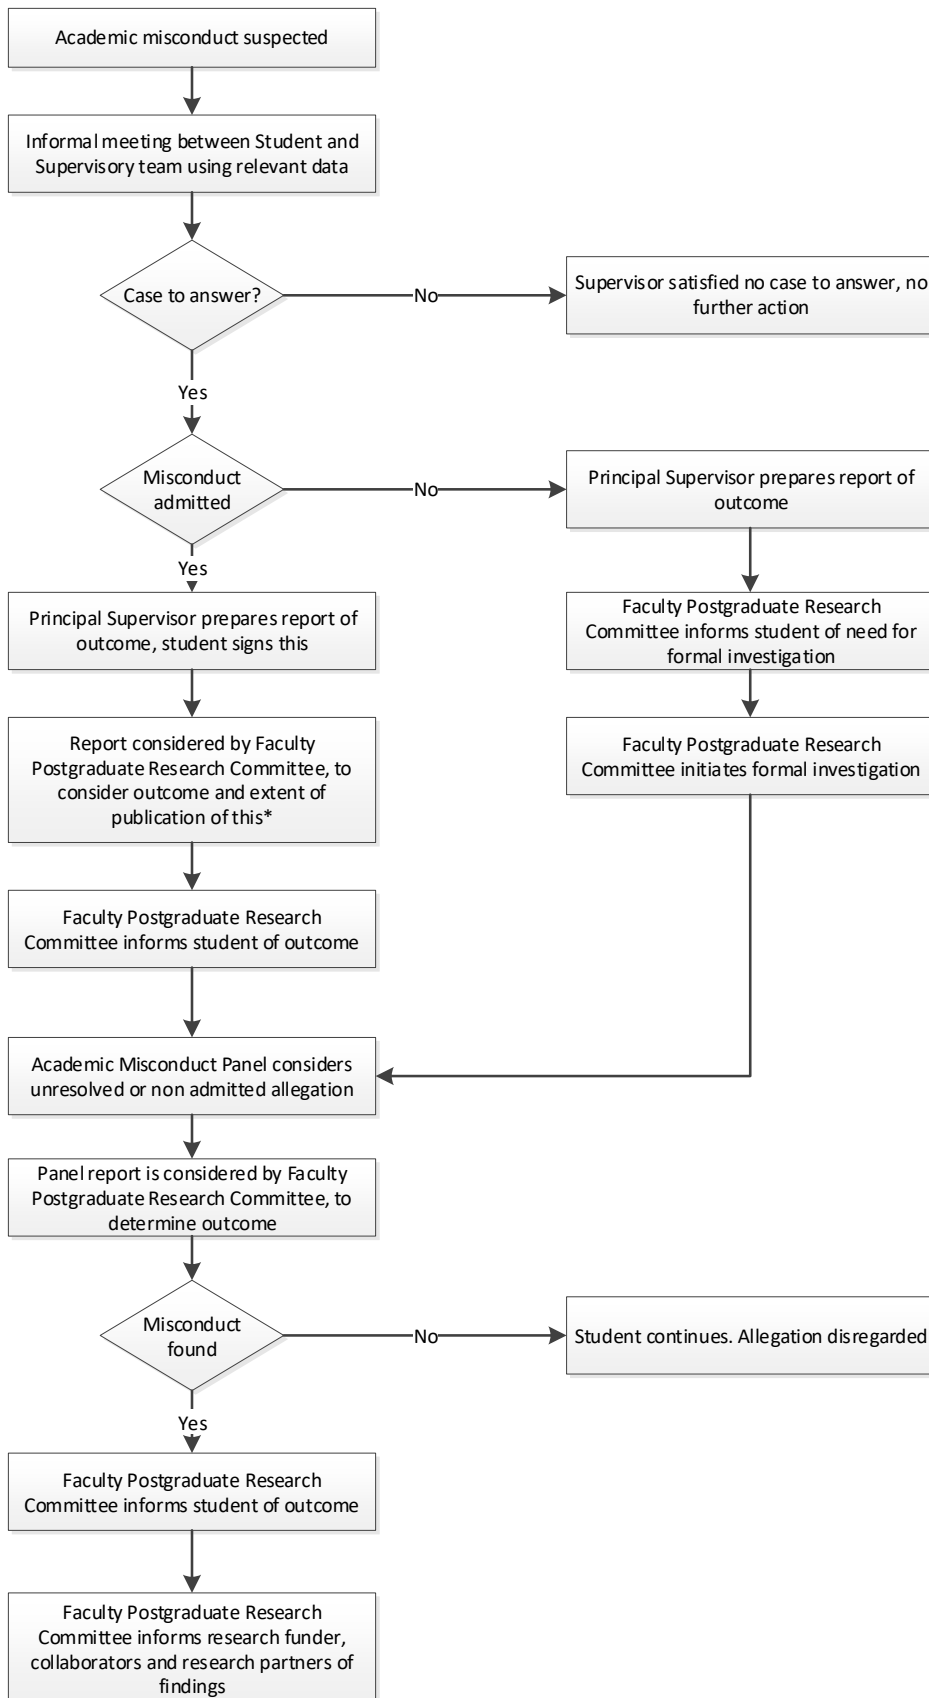 Academic misconduct suspected
Informal meeting between Student and
Supervisory team using relevant data
Case to answer?
No
Supervisor satisfied no case to answer, no
further action
Yes
Misconduct
admitted
No
Principal Supervisor prepares report of
outcome
Yes
Principal Supervisor prepares report of
outcome, student signs this
Faculty Postgraduate Research
Committee informs student of need for
formal investigation
Report considered by Faculty
Postgraduate Research Committee, to
consider outcome and extent of
publication of this*
Faculty Postgraduate Research
Committee initiates formal investigation
Faculty Postgraduate Research
Committee informs student of outcome
Academic Misconduct Panel considers
unresolved or non admitted allegation
Panel report is considered by Faculty
Postgraduate Research Committee, to
determine outcome
Misconduct
found
No
Student continues. Allegation disregarded
Yes
Faculty Postgraduate Research
Committee informs student of outcome
Faculty Postgraduate Research
Committee informs research funder,
collaborators and research partners of
findings